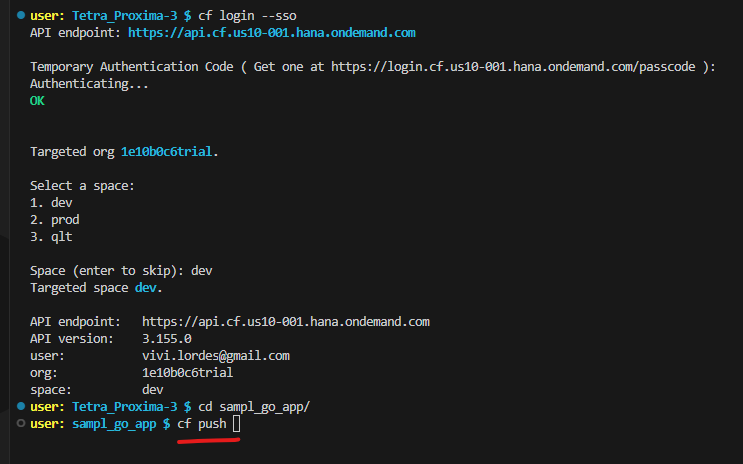 user: Tetra_Proxima-3 $ cf login --sso
API endpoint: https://api.cf.us10-001.hana.ondemand.com
Temporary Authentication Code ( Get one at https://login.cf.us10-001.hana.ondemand.com/passcode ):
Authenticating...
OK
Targeted org 1e10b0c6trial.
Select a space:
1. dev
2. prod
3. qlt
Space (enter to skip): dev
Targeted space dev.
API endpoint:   https://api.cf.us10-001.hana.ondemand.com
API version:    3.155.0
user:           vivi.lordes@gmail.com
org:            1e10b0c6trial
space:          dev
user: Tetra_Proxima-3 $ cd sampl_go_app/
user: sampl_go_app $ cf push